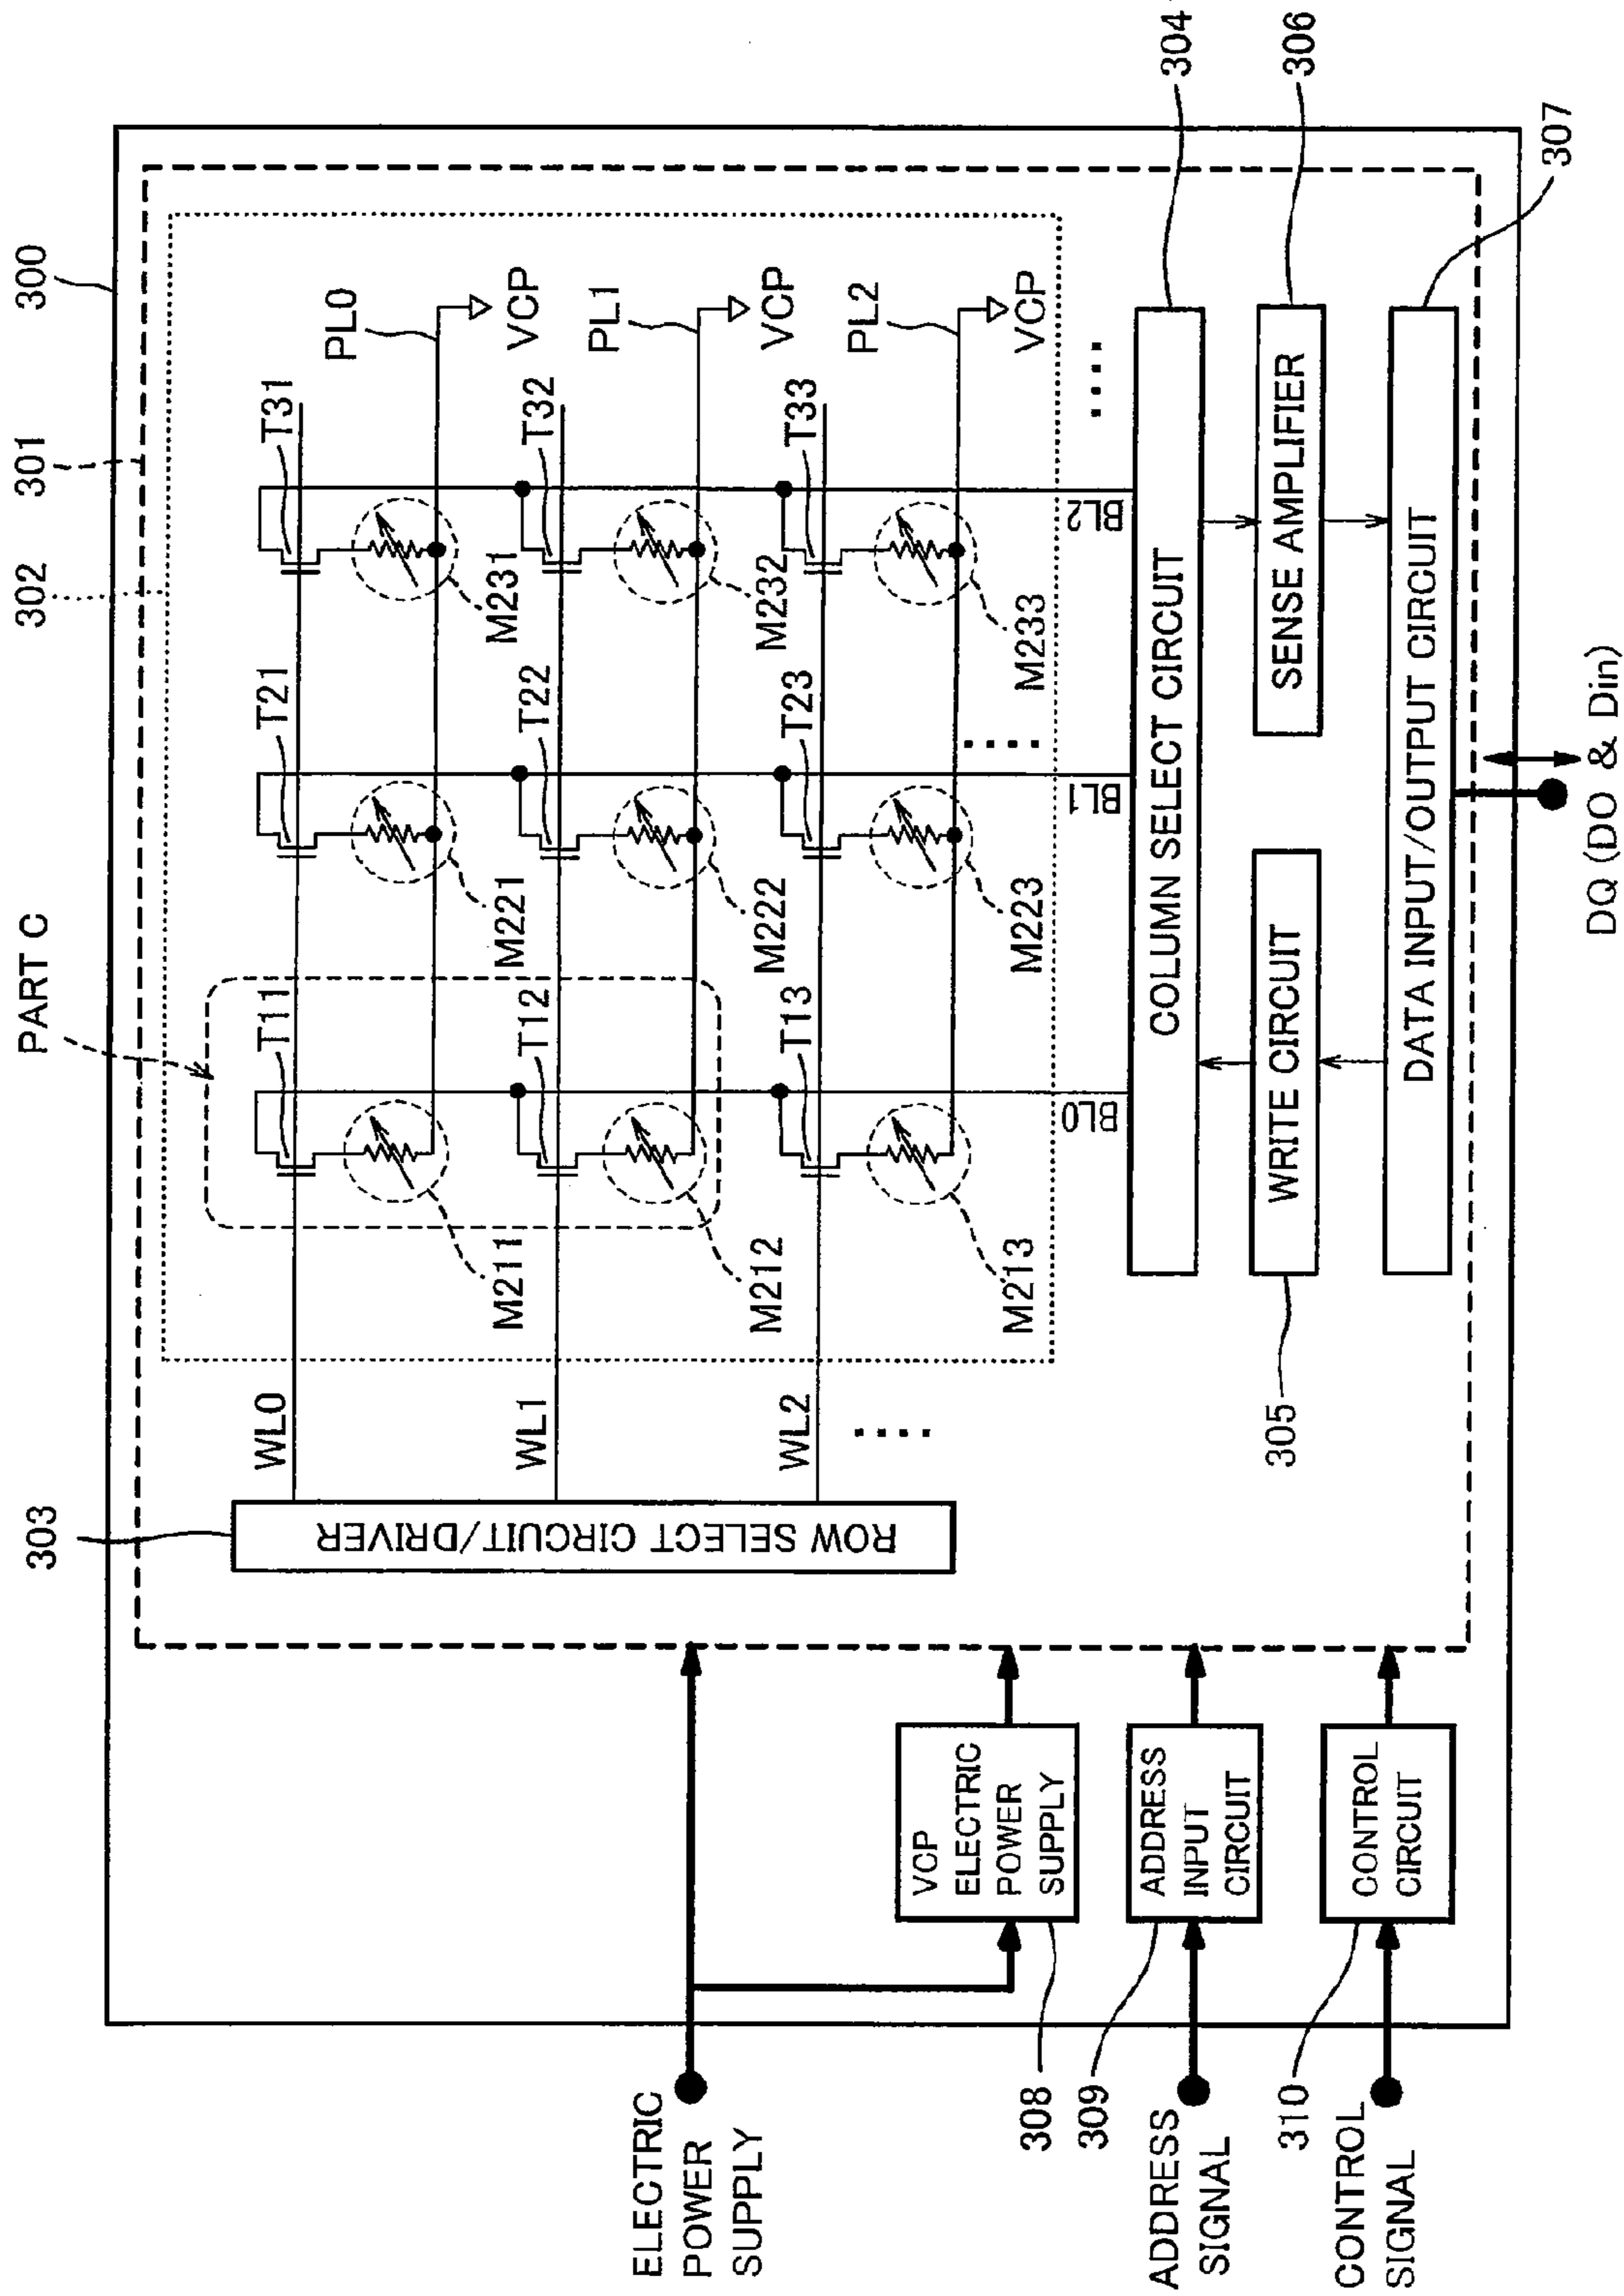 300
301
302
PART C
303
T11
T21
T31
PL0
VCP
WL0
M211
M221
M231
T12
T22
T32
PL1
VCP
WL1
M212
M222
M232
T13
T23
T33
PL2
VCP
WL2
M213
M223
M233
ROW SELECT CIRCUIT/DRIVER
BL0
BL1
BL2
COLUMN SELECT CIRCUIT
304
WRITE CIRCUIT
305
SENSE AMPLIFIER
306
DATA INPUT/OUTPUT CIRCUIT
307
DQ (DO & Din)
ELECTRIC
POWER
SUPPLY
VCP
ELECTRIC
POWER
SUPPLY
308
ADDRESS
INPUT
CIRCUIT
309
ADDRESS
SIGNAL
CONTROL
CIRCUIT
310
CONTROL
SIGNAL